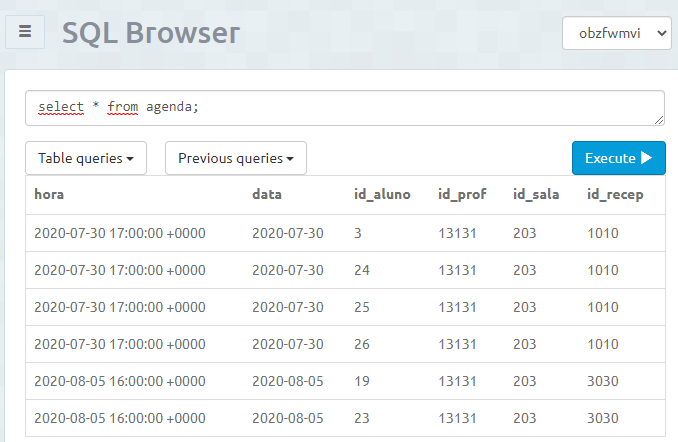 ☰ SQL Browser obzfwmvi
select * from agenda;
Table queries Previous queries Execute
hora data id_aluno id_prof id_sala id_recep
2020-07-30 17:00:00 +0000 2020-07-30 3 13131 203 1010
2020-07-30 17:00:00 +0000 2020-07-30 24 13131 203 1010
2020-07-30 17:00:00 +0000 2020-07-30 25 13131 203 1010
2020-07-30 17:00:00 +0000 2020-07-30 26 13131 203 1010
2020-08-05 16:00:00 +0000 2020-08-05 19 13131 203 3030
2020-08-05 16:00:00 +0000 2020-08-05 23 13131 203 3030